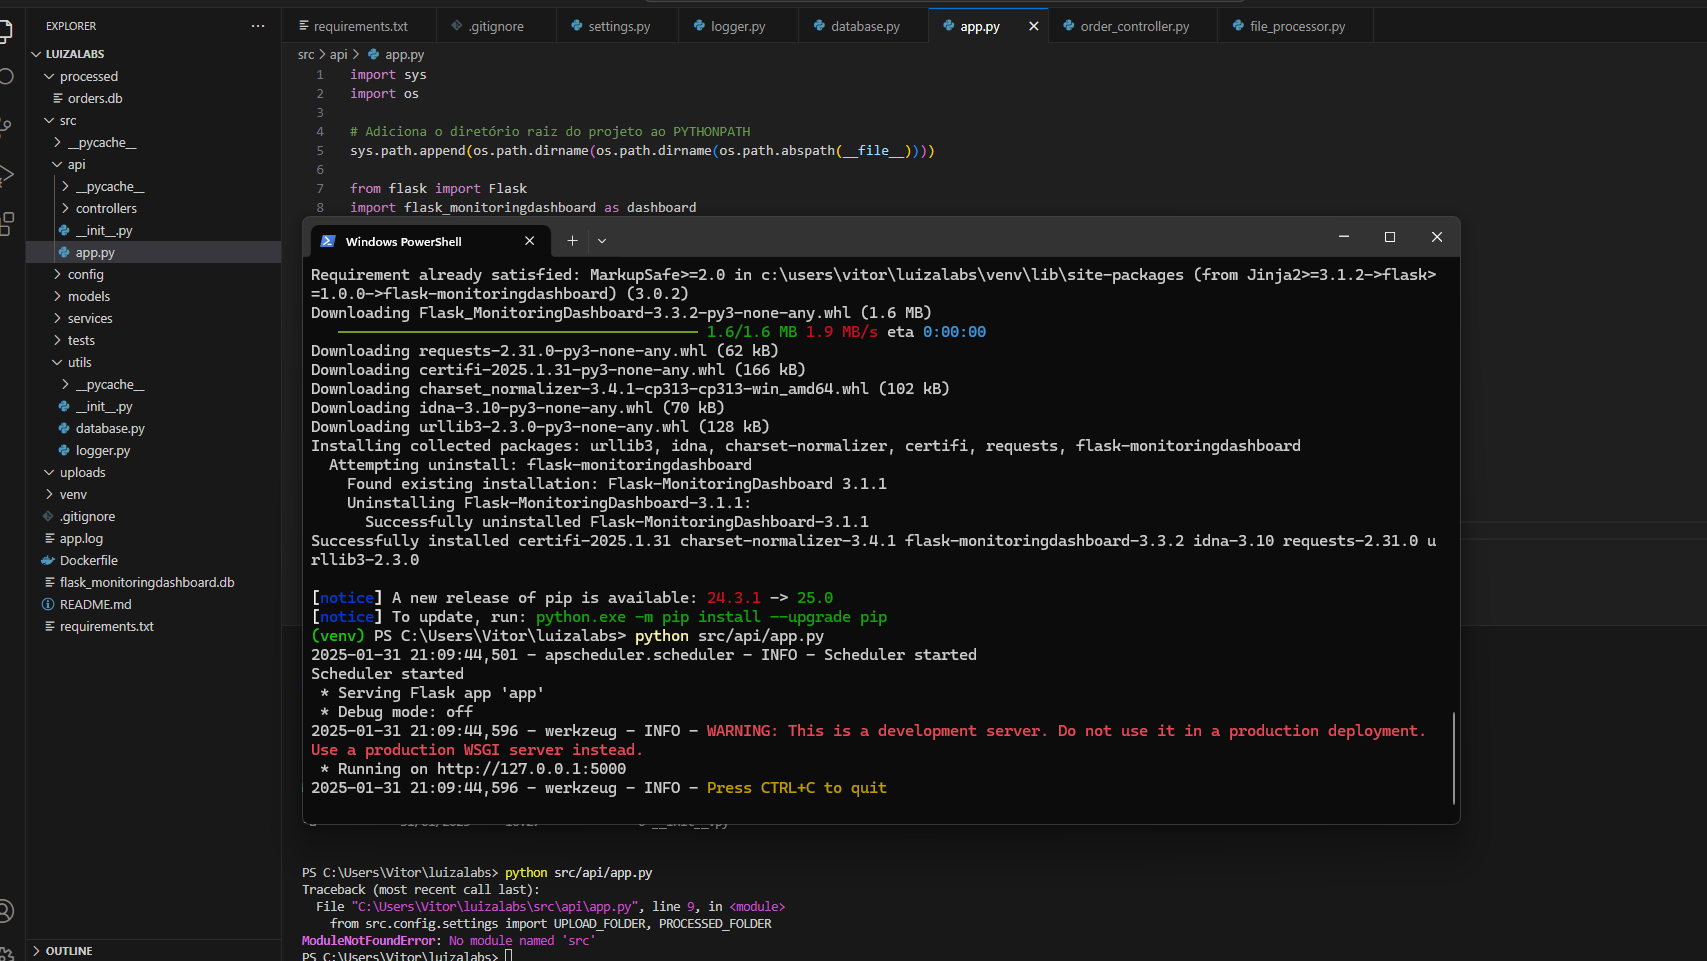 EXPLORER
···
LUIZALABS
processed
orders.db
src
__pycache__
api
__pycache__
controllers
__init__.py
app.py
config
models
services
tests
utils
__pycache__
__init__.py
database.py
logger.py
uploads
venv
.gitignore
app.log
Dockerfile
flask_monitoringdashboard.db
README.md
requirements.txt
OUTLINE
requirements.txt
.gitignore
settings.py
logger.py
database.py
app.py
order_controller.py
file_processor.py
src > api > app.py
1 import sys
2 import os
3
4 # Adiciona o diretório raiz do projeto ao PYTHONPATH
5 sys.path.append(os.path.dirname(os.path.dirname(os.path.abspath(__file__))))
6
7 from flask import Flask
8 import flask_monitoringdashboard as dashboard
Windows PowerShell
Requirement already satisfied: MarkupSafe>=2.0 in c:\users\vitor\luizalabs\venv\lib\site-packages (from Jinja2>=3.1.2->flask>
=1.0.0->flask-monitoringdashboard) (3.0.2)
Downloading Flask_MonitoringDashboard-3.3.2-py3-none-any.whl (1.6 MB)
1.6/1.6 MB 1.9 MB/s eta 0:00:00
Downloading requests-2.31.0-py3-none-any.whl (62 kB)
Downloading certifi-2025.1.31-py3-none-any.whl (166 kB)
Downloading charset_normalizer-3.4.1-cp313-cp313-win_amd64.whl (102 kB)
Downloading idna-3.10-py3-none-any.whl (70 kB)
Downloading urllib3-2.3.0-py3-none-any.whl (128 kB)
Installing collected packages: urllib3, idna, charset-normalizer, certifi, requests, flask-monitoringdashboard
Attempting uninstall: flask-monitoringdashboard
Found existing installation: Flask-MonitoringDashboard 3.1.1
Uninstalling Flask-MonitoringDashboard-3.1.1:
Successfully uninstalled Flask-MonitoringDashboard-3.1.1
Successfully installed certifi-2025.1.31 charset-normalizer-3.4.1 flask-monitoringdashboard-3.3.2 idna-3.10 requests-2.31.0 u
rllib3-2.3.0
[notice] A new release of pip is available: 24.3.1 -> 25.0
[notice] To update, run: python.exe -m pip install --upgrade pip
(venv) PS C:\Users\Vitor\luizalabs> python src/api/app.py
2025-01-31 21:09:44,501 - apscheduler.scheduler - INFO - Scheduler started
Scheduler started
* Serving Flask app 'app'
* Debug mode: off
2025-01-31 21:09:44,596 - werkzeug - INFO - WARNING: This is a development server. Do not use it in a production deployment.
Use a production WSGI server instead.
* Running on http://127.0.0.1:5000
2025-01-31 21:09:44,596 - werkzeug - INFO - Press CTRL+C to quit
PS C:\Users\Vitor\luizalabs> python src/api/app.py
Traceback (most recent call last):
File "C:\Users\Vitor\luizalabs\src\api\app.py", line 9, in <module>
from src.config.settings import UPLOAD_FOLDER, PROCESSED_FOLDER
ModuleNotFoundError: No module named 'src'
PS C:\Users\Vitor\luizalabs>